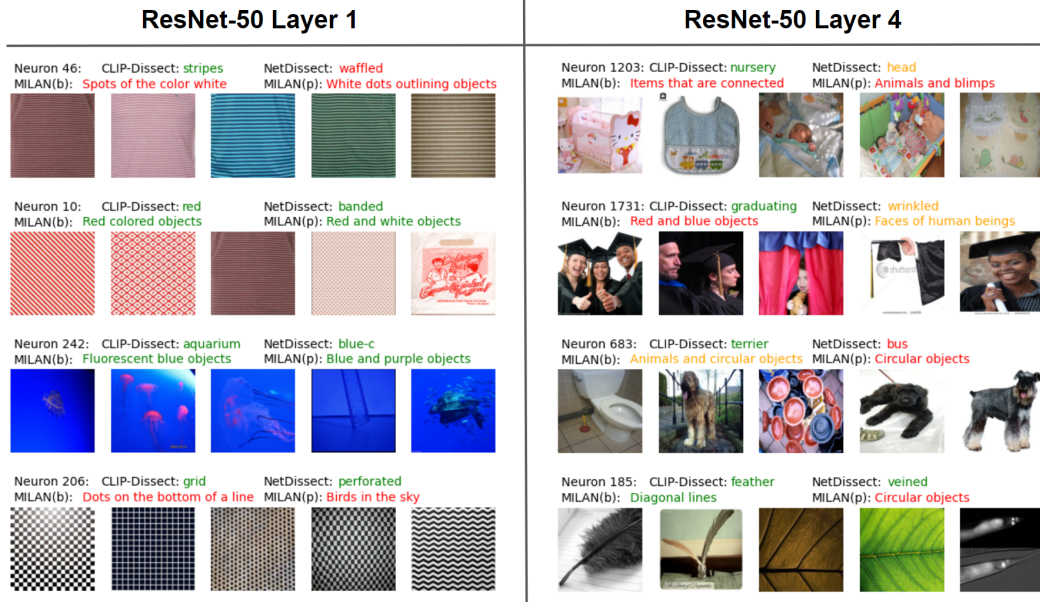 ResNet-50 Layer 1
Neuron 46: CLIP-Dissect: stripes NetDissect: waffled
MILAN(b): Spots of the color white MILAN(p): White dots outlining objects
Neuron 10: CLIP-Dissect: red NetDissect: banded
MILAN(b): Red colored objects MILAN(p): Red and white objects
Neuron 242: CLIP-Dissect: aquarium NetDissect: blue-c
MILAN(b): Fluorescent blue objects MILAN(p): Blue and purple objects
Neuron 206: CLIP-Dissect: grid NetDissect: perforated
MILAN(b): Dots on the bottom of a line MILAN(p): Birds in the sky
ResNet-50 Layer 4
Neuron 1203: CLIP-Dissect: nursery NetDissect: head
MILAN(b): Items that are connected MILAN(p): Animals and blimps
Neuron 1731: CLIP-Dissect: graduating NetDissect: wrinkled
MILAN(b): Red and blue objects MILAN(p): Faces of human beings
Neuron 683: CLIP-Dissect: terrier NetDissect: bus
MILAN(b): Animals and circular objects MILAN(p): Circular objects
Neuron 185: CLIP-Dissect: feather NetDissect: veined
MILAN(b): Diagonal lines MILAN(p): Circular objects